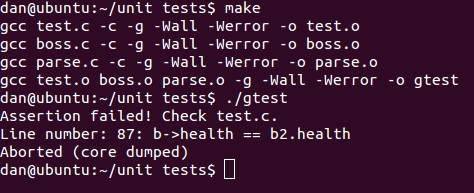 dan@ubuntu:~/unit tests$ make
gcc test.c -c -g -Wall -Werror -o test.o
gcc boss.c -c -g -Wall -Werror -o boss.o
gcc parse.c -c -g -Wall -Werror -o parse.o
gcc test.o boss.o parse.o -g -Wall -Werror -o gtest
dan@ubuntu:~/unit tests$ ./gtest
Assertion failed! Check test.c.
Line number: 87: b->health == b2.health
Aborted (core dumped)
dan@ubuntu:~/unit tests$